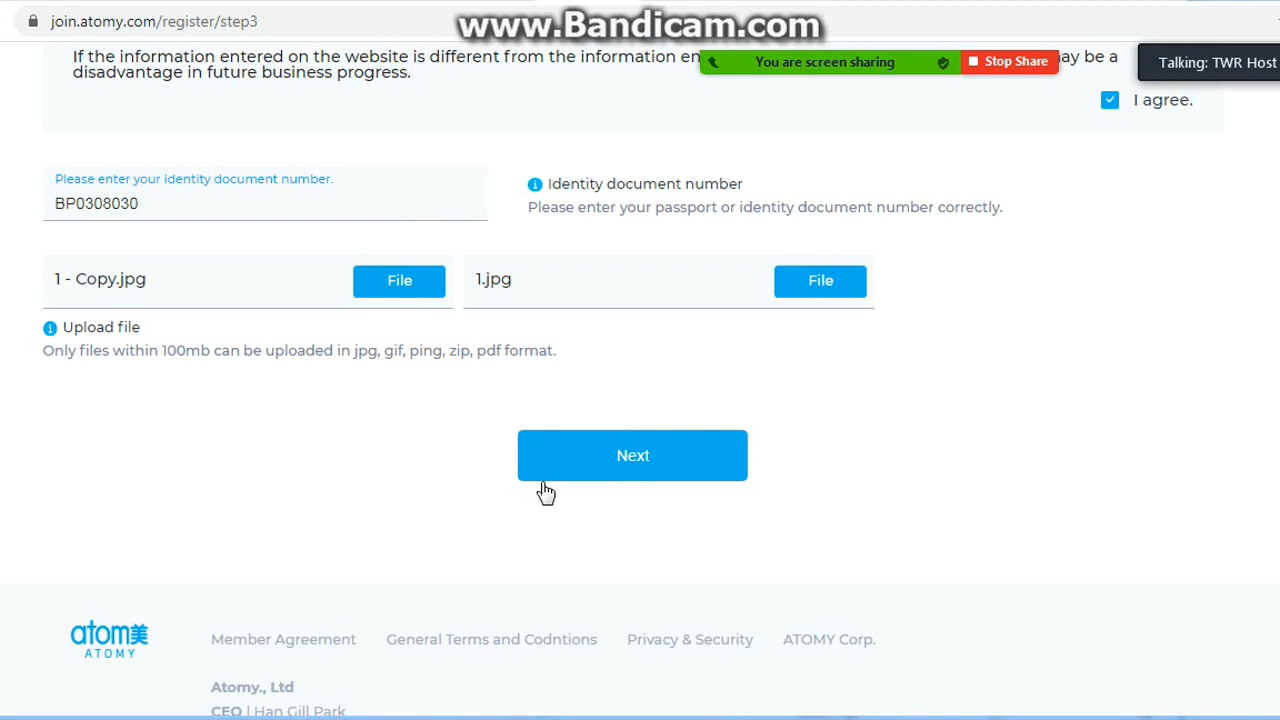 join.atomy.com/register/step3
www.Bandicam.com
If the information entered on the website is different from the information en
ay be a
disadvantage in future business progress.
You are screen sharing
Stop Share
Talking: TWR Host
I agree.
Please enter your identity document number.
BP0308030
Identity document number
Please enter your passport or identity document number correctly.
1 - Copy.jpg
File
1.jpg
File
Upload file
Only files within 100mb can be uploaded in jpg, gif, ping, zip, pdf format.
Next
atom美
ATOMY
Member Agreement
General Terms and Codntions
Privacy & Security
ATOMY Corp.
Atomy., Ltd
CEO | Han Gill Park